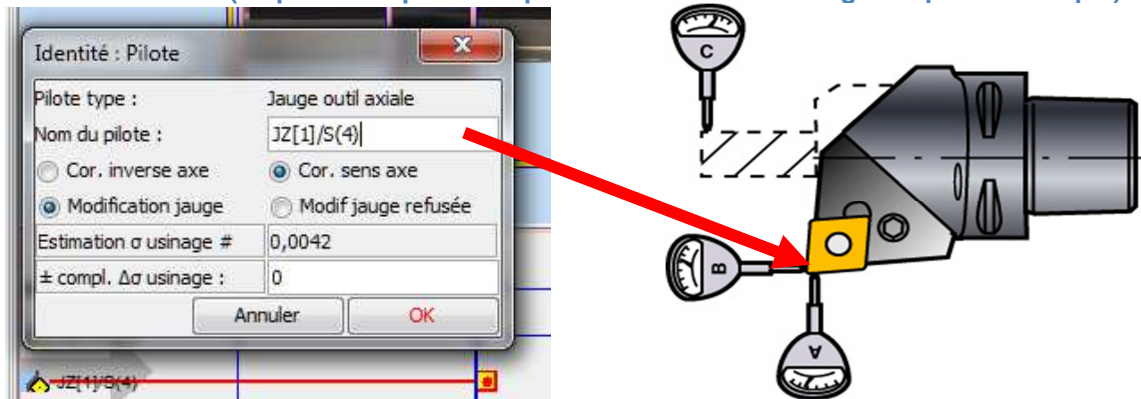 Identité : Pilote
Pilote type : Jauge outil axiale
Nom du pilote : JZ[1]/S(4)
Cor. inverse axe Cor. sens axe
Modification jauge Modif jauge refusée
Estimation σ usinage # 0,0042
± compl. Δσ usinage : 0
Annuler OK
JZ[1]/S(4)
C
B
A